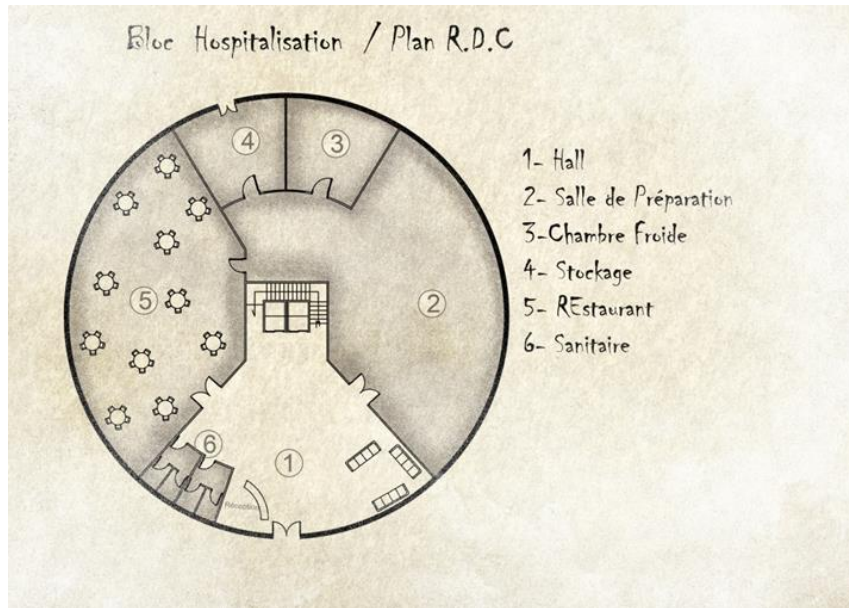 Bloc Hospitalisation / Plan R.D.C
1- Hall
2- Salle de Préparation
3-Chambre Froide
4- Stockage
5- REstaurant
6- Sanitaire
4
3
5
2
6
1
Réception